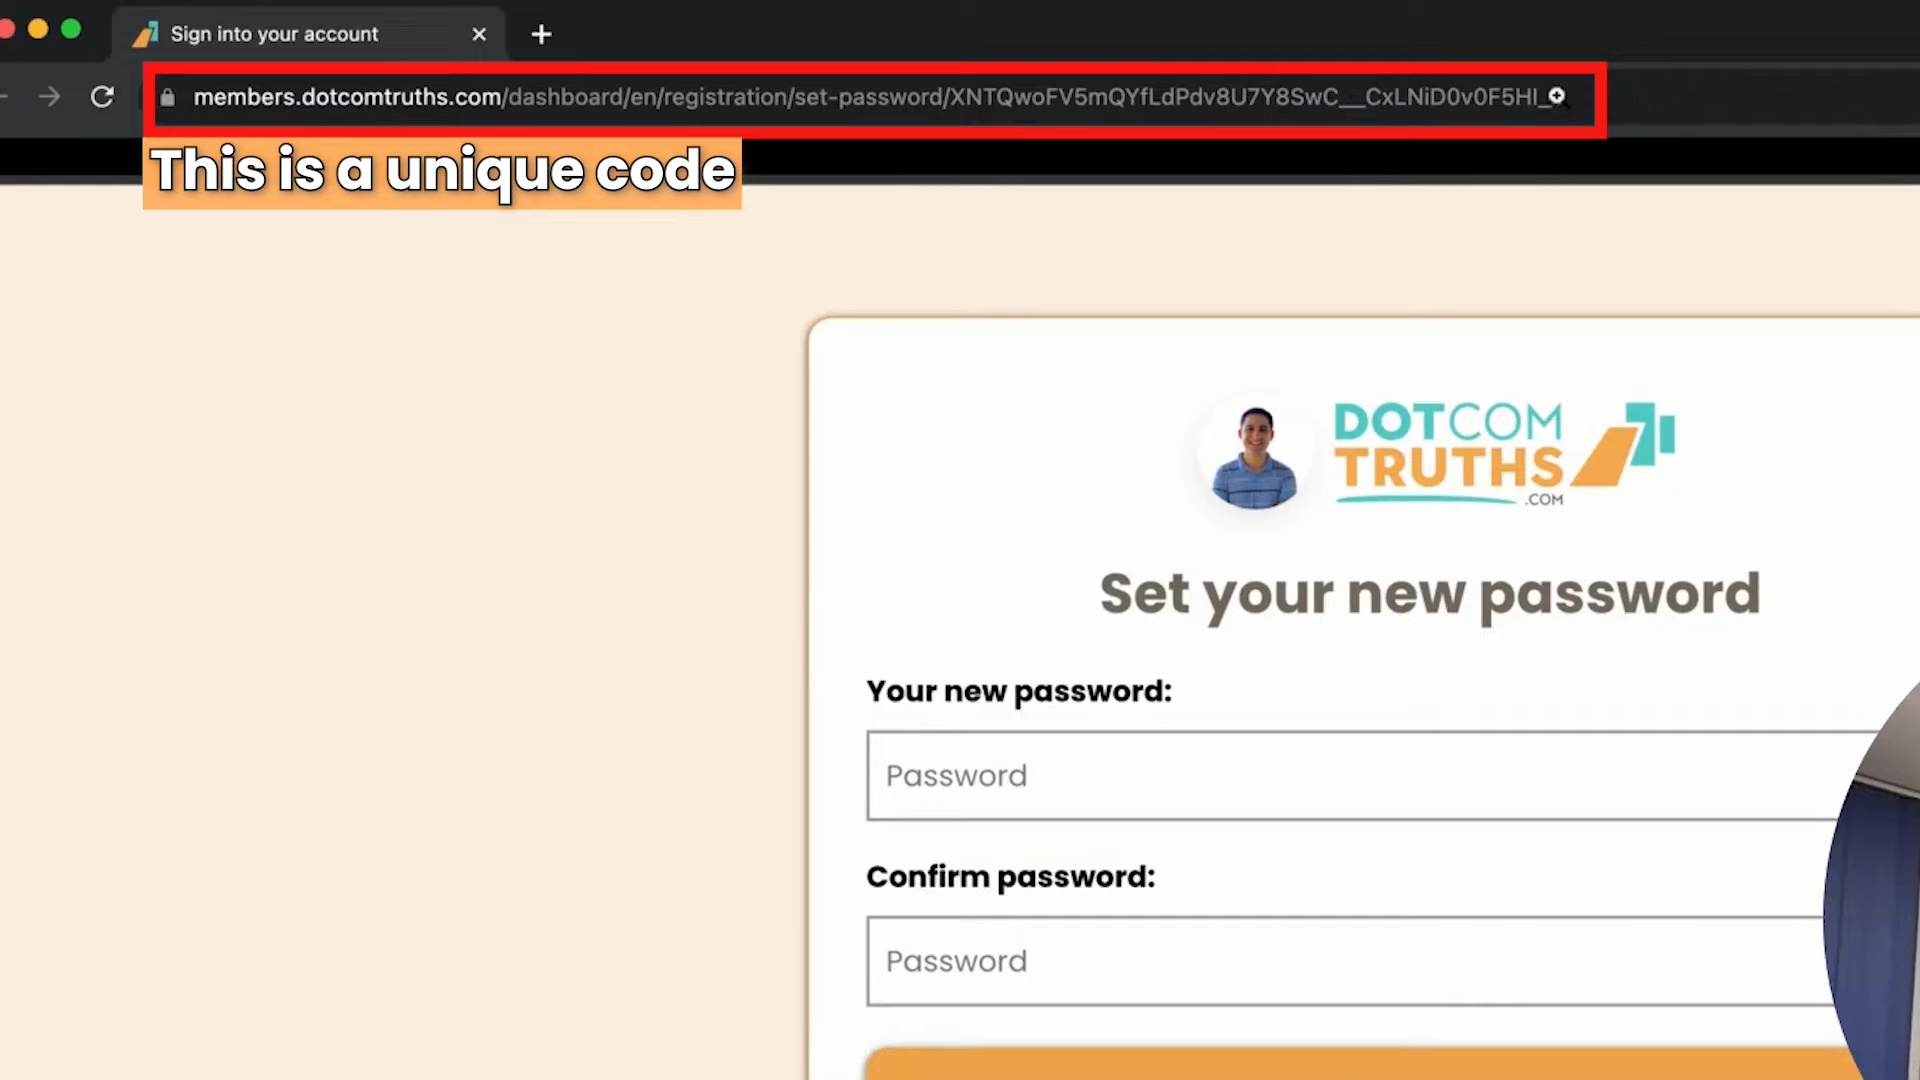 Sign into your account
members.dotcomtruths.com/dashboard/en/registration/set-password/XNTQwoFV5mQYfLdPdv8U7Y8SwC__CxLNiD0v0F5HI_
This is a unique code
DOTCOM
TRUTHS
.COM
Set your new password
Your new password:
Password
Confirm password:
Password